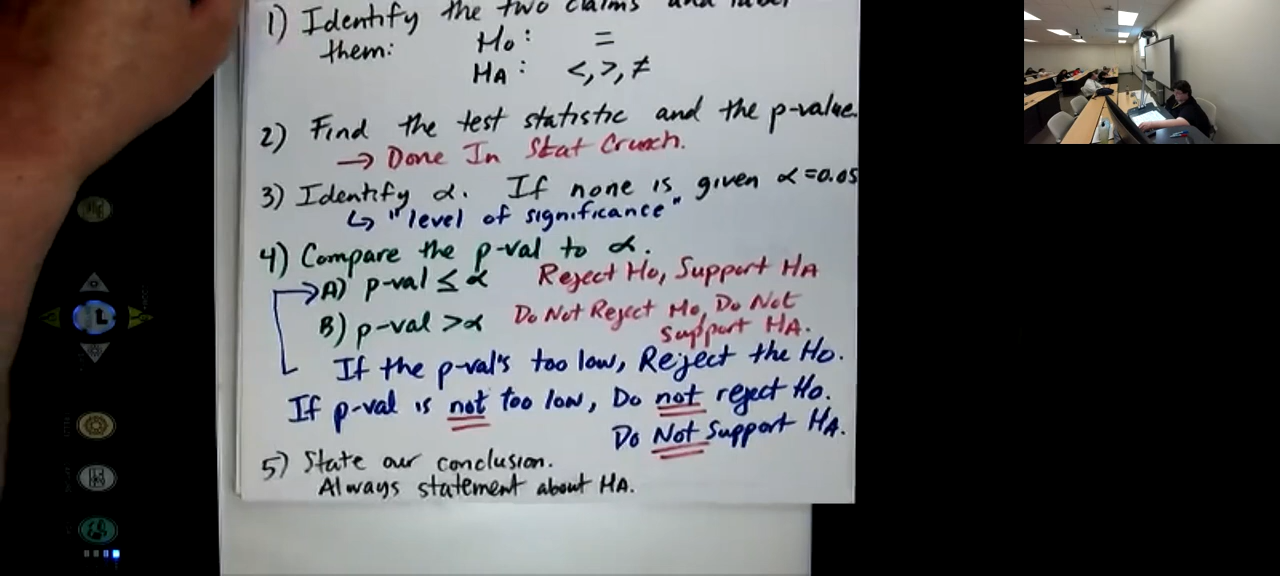 1) Identify the two claims and label
them: Ho: =
HA: <, >, ≠
2) Find the test statistic and the p-value.
→ Done In Stat Crunch.
3) Identify α. If none is given α=0.05
↳ "level of significance"
4) Compare the p-val to α.
→A) p-val ≤ α Reject Ho, Support HA
B) p-val > α Do Not Reject Ho, Do Not
Support HA.
If the p-val's too low, Reject the Ho.
If p-val is not too low, Do not reject Ho.
Do Not Support HA.
5) State our conclusion.
Always statement about HA.
L